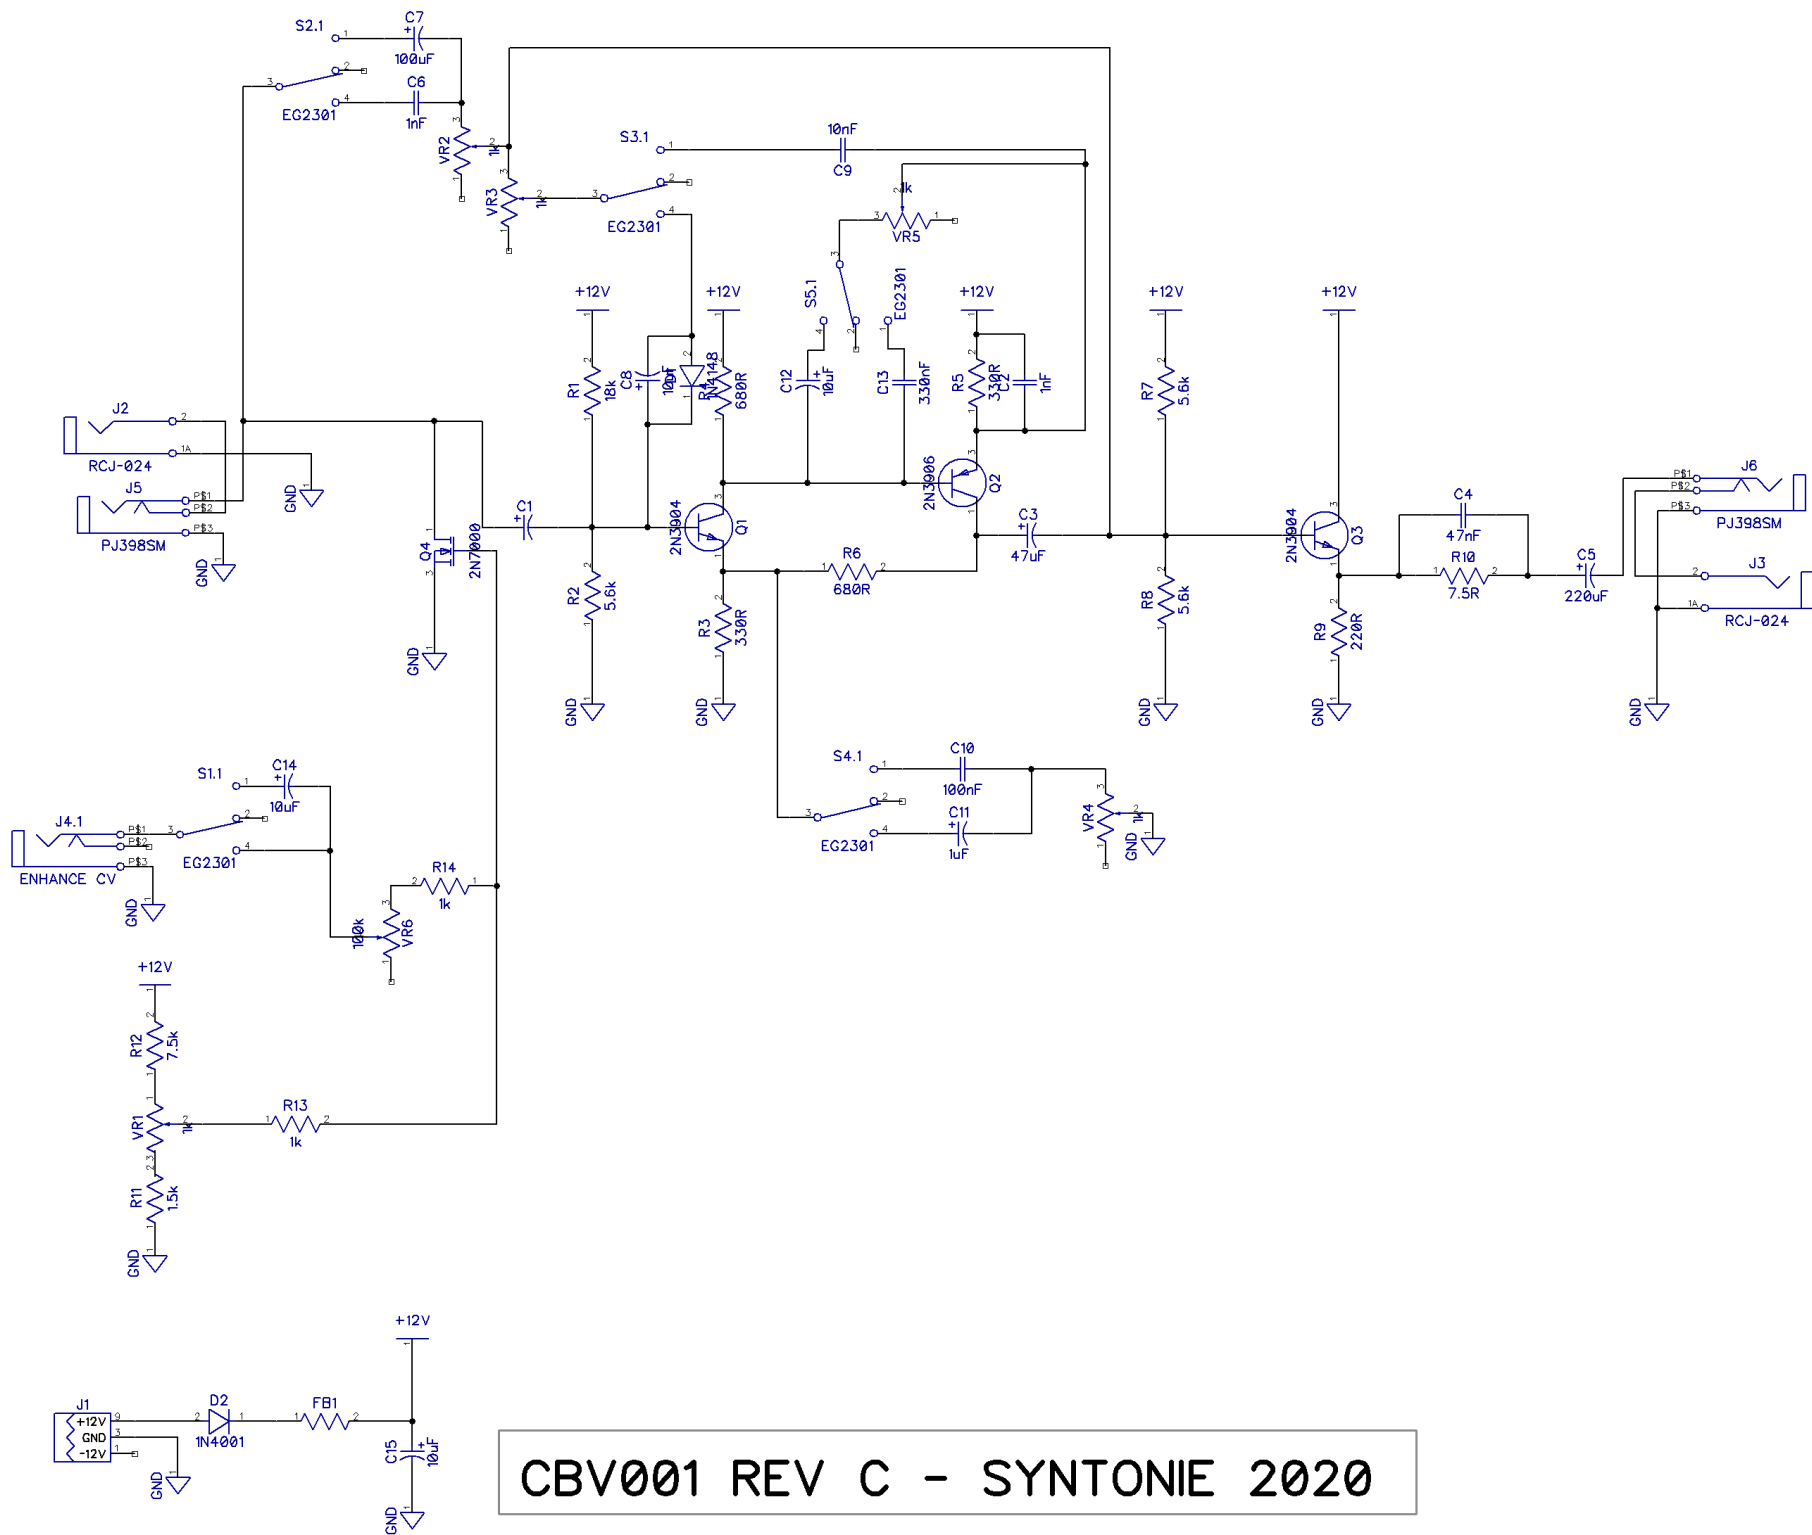 S2.1
C7
100uF
C6
1nF
EG2301
VR2
1k
VR3
1k
S3.1
10nF
C9
EG2301
1k
VR5
S5.1
EG2301
+12V
+12V
+12V
+12V
+12V
R1
18k
C8
10uF
D1
1N4148
680R
C12
10uF
C13
330nF
R5
330R
C2
1nF
R7
5.6k
J2
RCJ-024
J5
PJ398SM
GND
GND
C1
Q4
2N7000
2N3904
Q1
2N3906
Q2
C3
47uF
R6
680R
R2
5.6k
R3
330R
R8
5.6k
2N3904
Q3
C4
47nF
R10
7.5R
C5
220uF
R9
220R
J6
PJ398SM
J3
RCJ-024
GND
GND
GND
GND
GND
GND
S1.1
C14
10uF
J4.1
ENHANCE CV
EG2301
GND
R14
1k
100k
VR6
S4.1
C10
100nF
C11
1uF
EG2301
VR4
1k
GND
+12V
R12
7.5k
VR1
1k
R13
1k
R11
1.5k
GND
+12V
J1
+12V
GND
-12V
D2
1N4001
FB1
C15
10uF
GND
GND
CBV001 REV C - SYNTONIE 2020